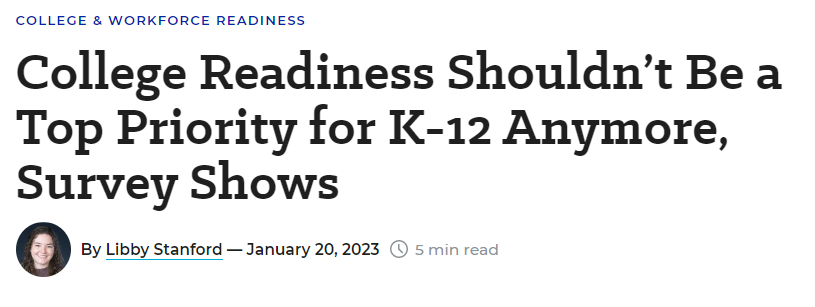 COLLEGE & WORKFORCE READINESS
College Readiness Shouldn’t Be a
Top Priority for K-12 Anymore,
Survey Shows
By Libby Stanford — January 20, 2023 5 min read